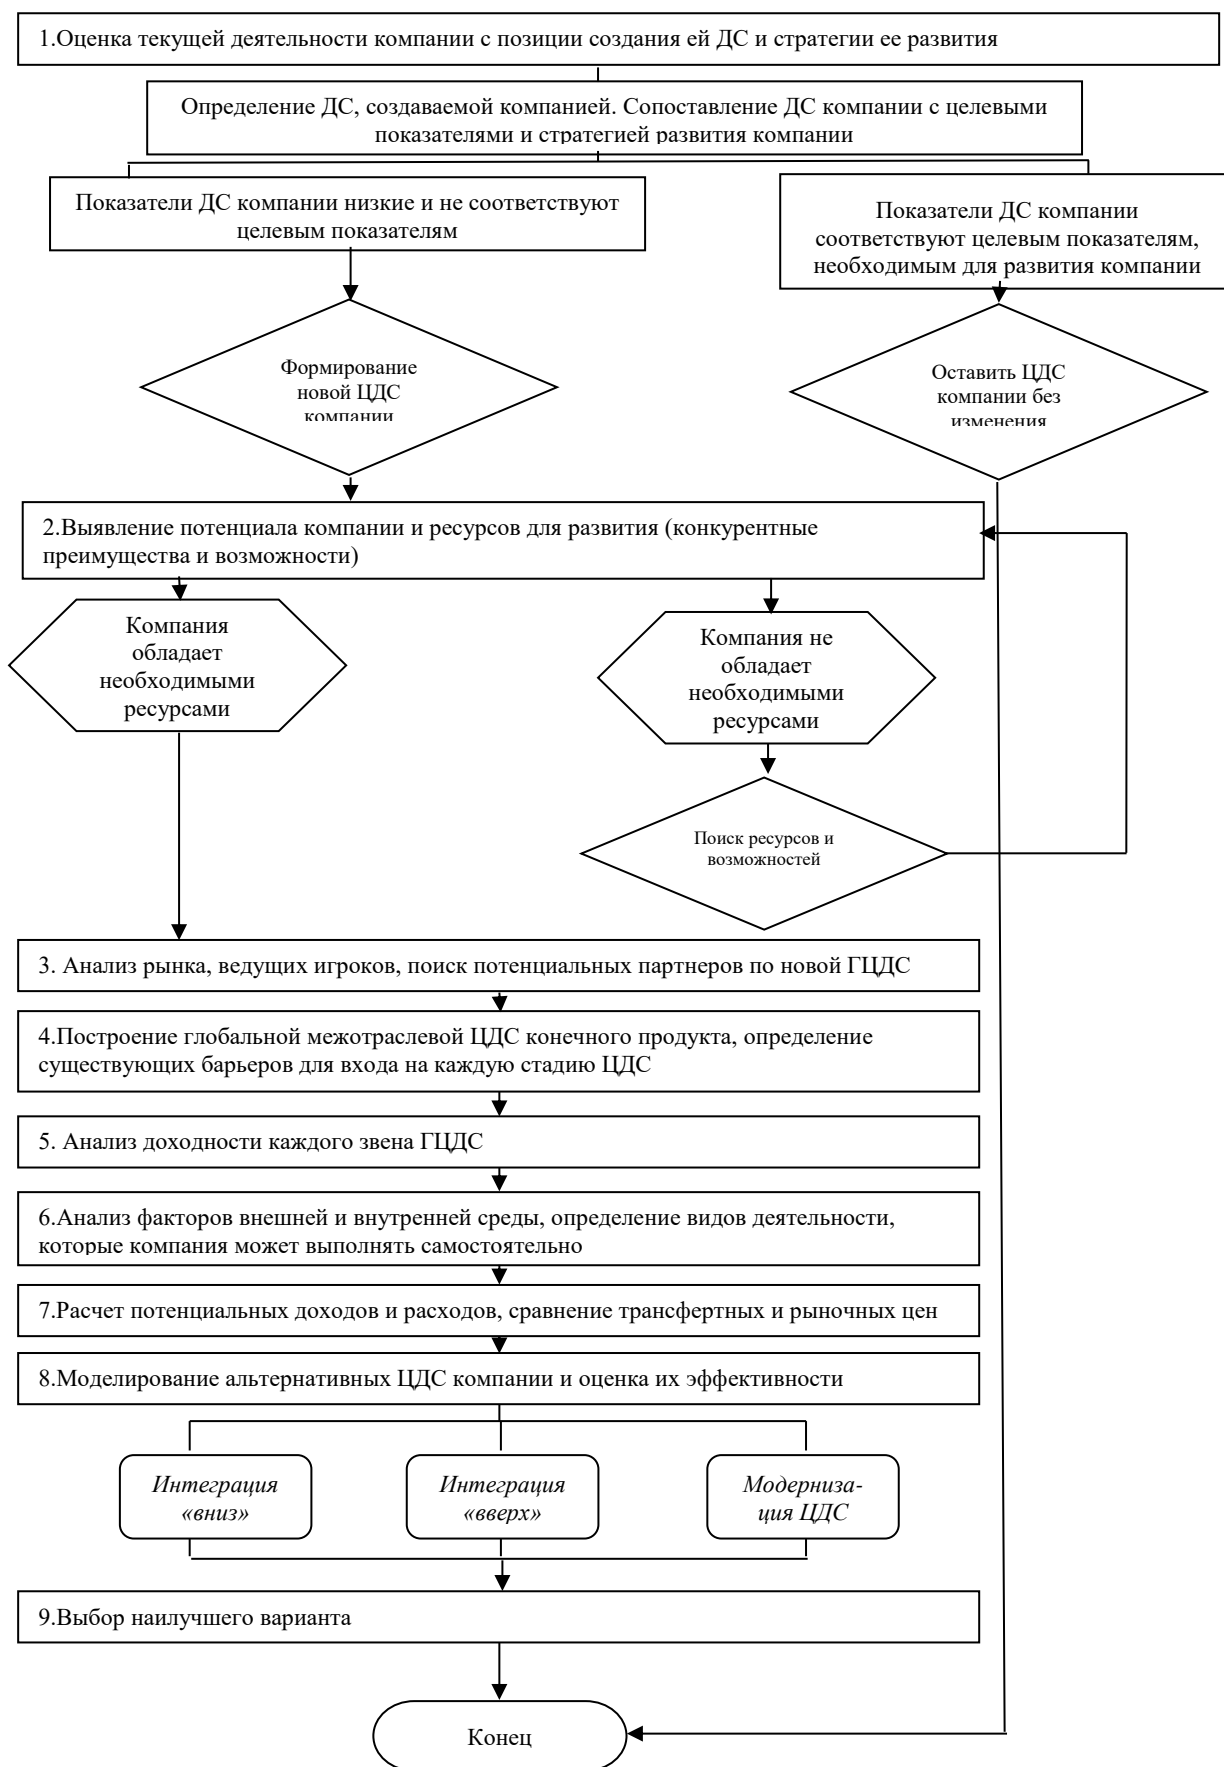 1.Оценка текущей деятельности компании с позиции создания ей ДС и стратегии ее развития
Определение ДС, создаваемой компанией. Сопоставление ДС компании с целевыми
показателями и стратегией развития компании
Показатели ДС компании низкие и не соответствуют
целевым показателям
Показатели ДС компании
соответствуют целевым показателям,
необходимым для развития компании
Формирование
новой ЦДС
компании
Оставить ЦДС
компании без
изменения
2.Выявление потенциала компании и ресурсов для развития (конкурентные
преимущества и возможности)
Компания
обладает
необходимыми
ресурсами
Компания не
обладает
необходимыми
ресурсами
Поиск ресурсов и
возможностей
3. Анализ рынка, ведущих игроков, поиск потенциальных партнеров по новой ГЦДС
4.Построение глобальной межотраслевой ЦДС конечного продукта, определение
существующих барьеров для входа на каждую стадию ЦДС
5. Анализ доходности каждого звена ГЦДС
6.Анализ факторов внешней и внутренней среды, определение видов деятельности,
которые компания может выполнять самостоятельно
7.Расчет потенциальных доходов и расходов, сравнение трансфертных и рыночных цен
8.Моделирование альтернативных ЦДС компании и оценка их эффективности
Интеграция
«вниз»
Интеграция
«вверх»
Модерниза-
ция ЦДС
9.Выбор наилучшего варианта
Конец